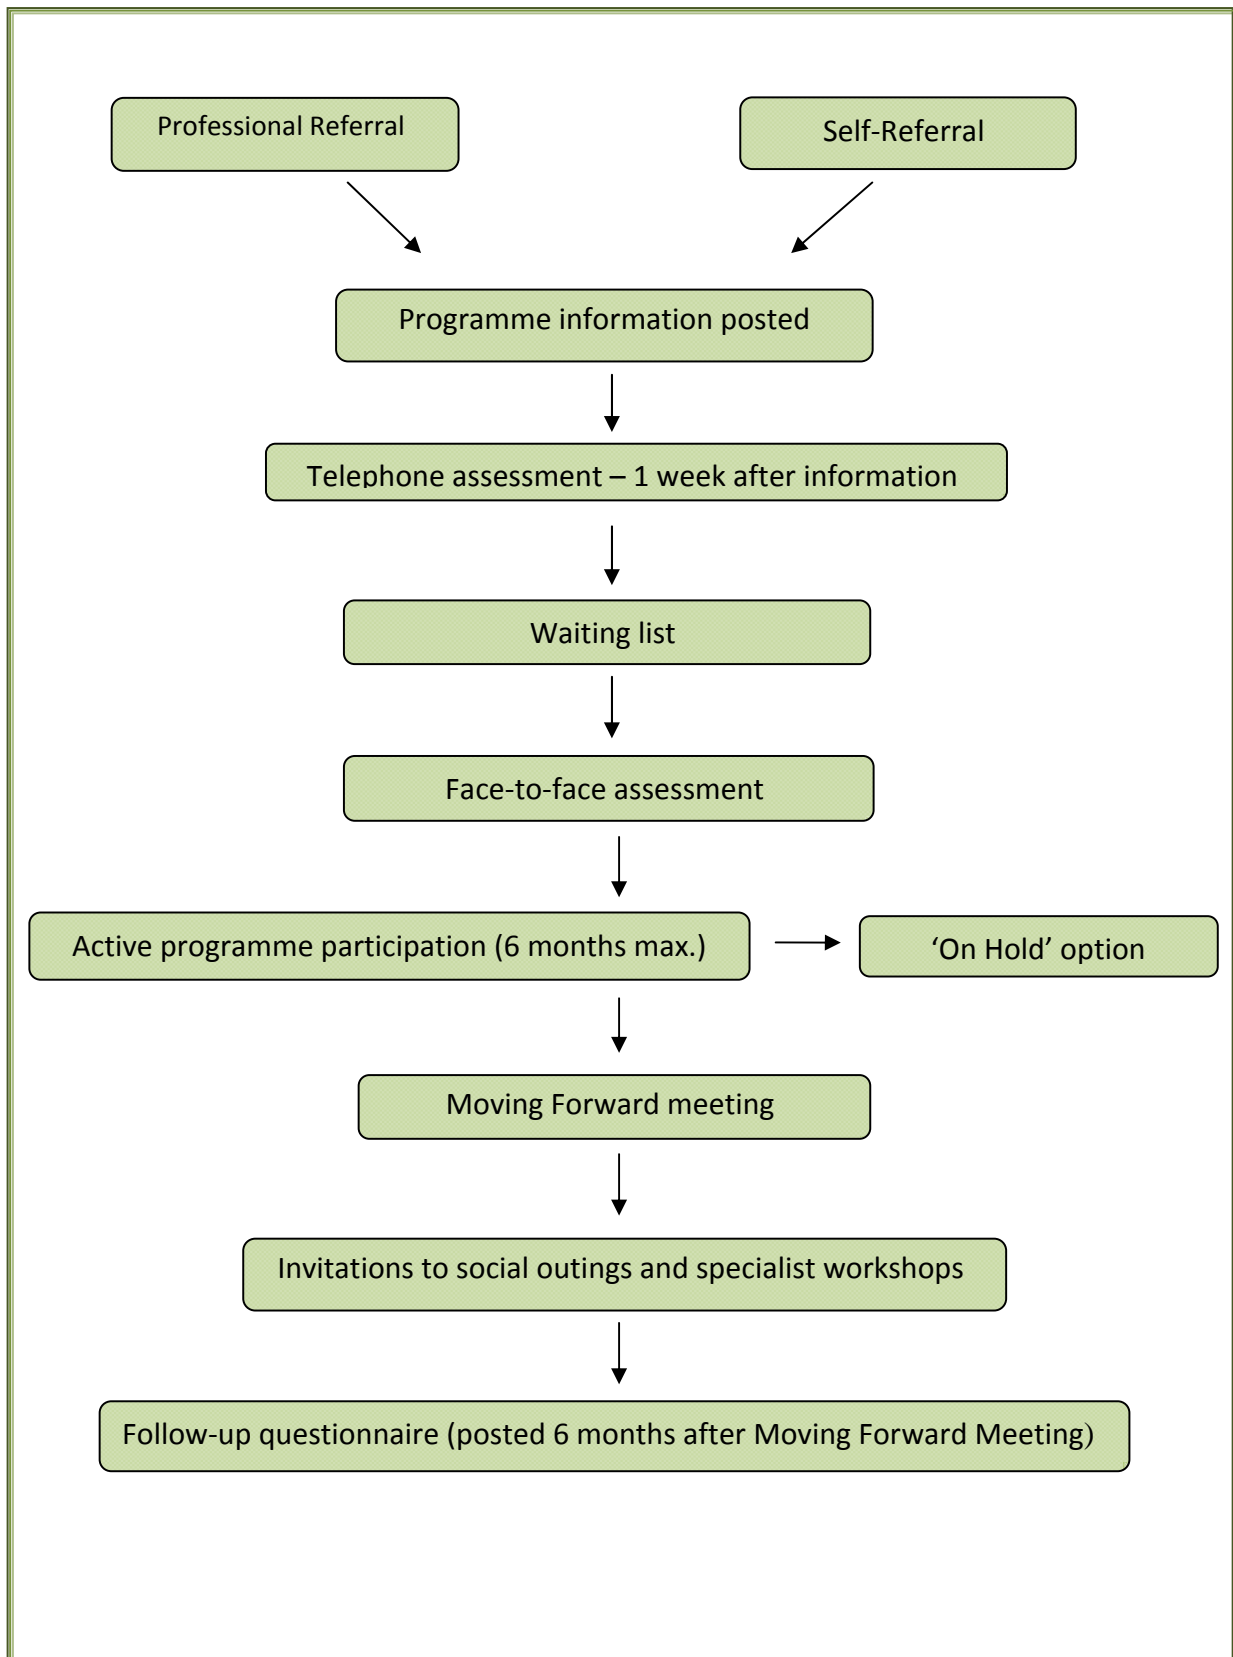 Professional Referral
Self-Referral
Programme information posted
Telephone assessment – 1 week after information
Waiting list
Face-to-face assessment
Active programme participation (6 months max.)
‘On Hold’ option
Moving Forward meeting
Invitations to social outings and specialist workshops
Follow-up questionnaire (posted 6 months after Moving Forward Meeting)